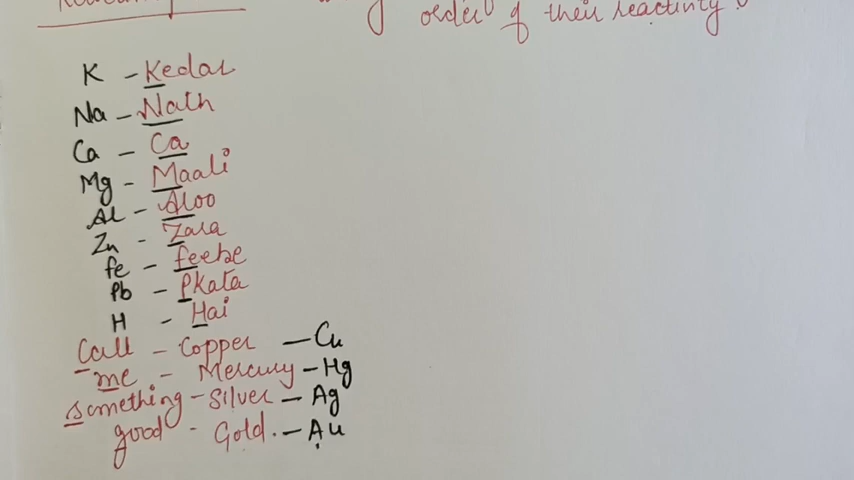 order of their reactivity.
K - Kedar
Na - Nath
Ca - Ca
Mg - Maali
Al - Aloo
Zn - Zara
fe - feeke
Pb - Pkata
H - Hai
Call - Copper - Cu
me - Mercury - Hg
something - Silver - Ag
good - Gold. - Au